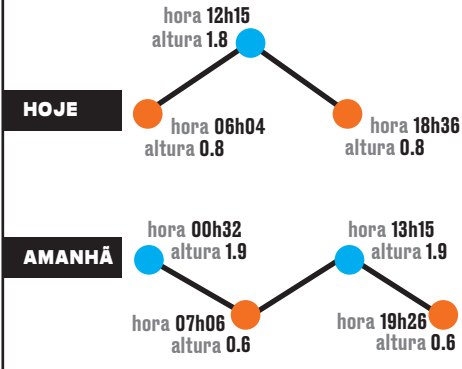 hora 12h15
altura 1.8
HOJE
hora 06h04
altura 0.8
hora 18h36
altura 0.8
AMANHÃ
hora 00h32
altura 1.9
hora 13h15
altura 1.9
hora 07h06
altura 0.6
hora 19h26
altura 0.6